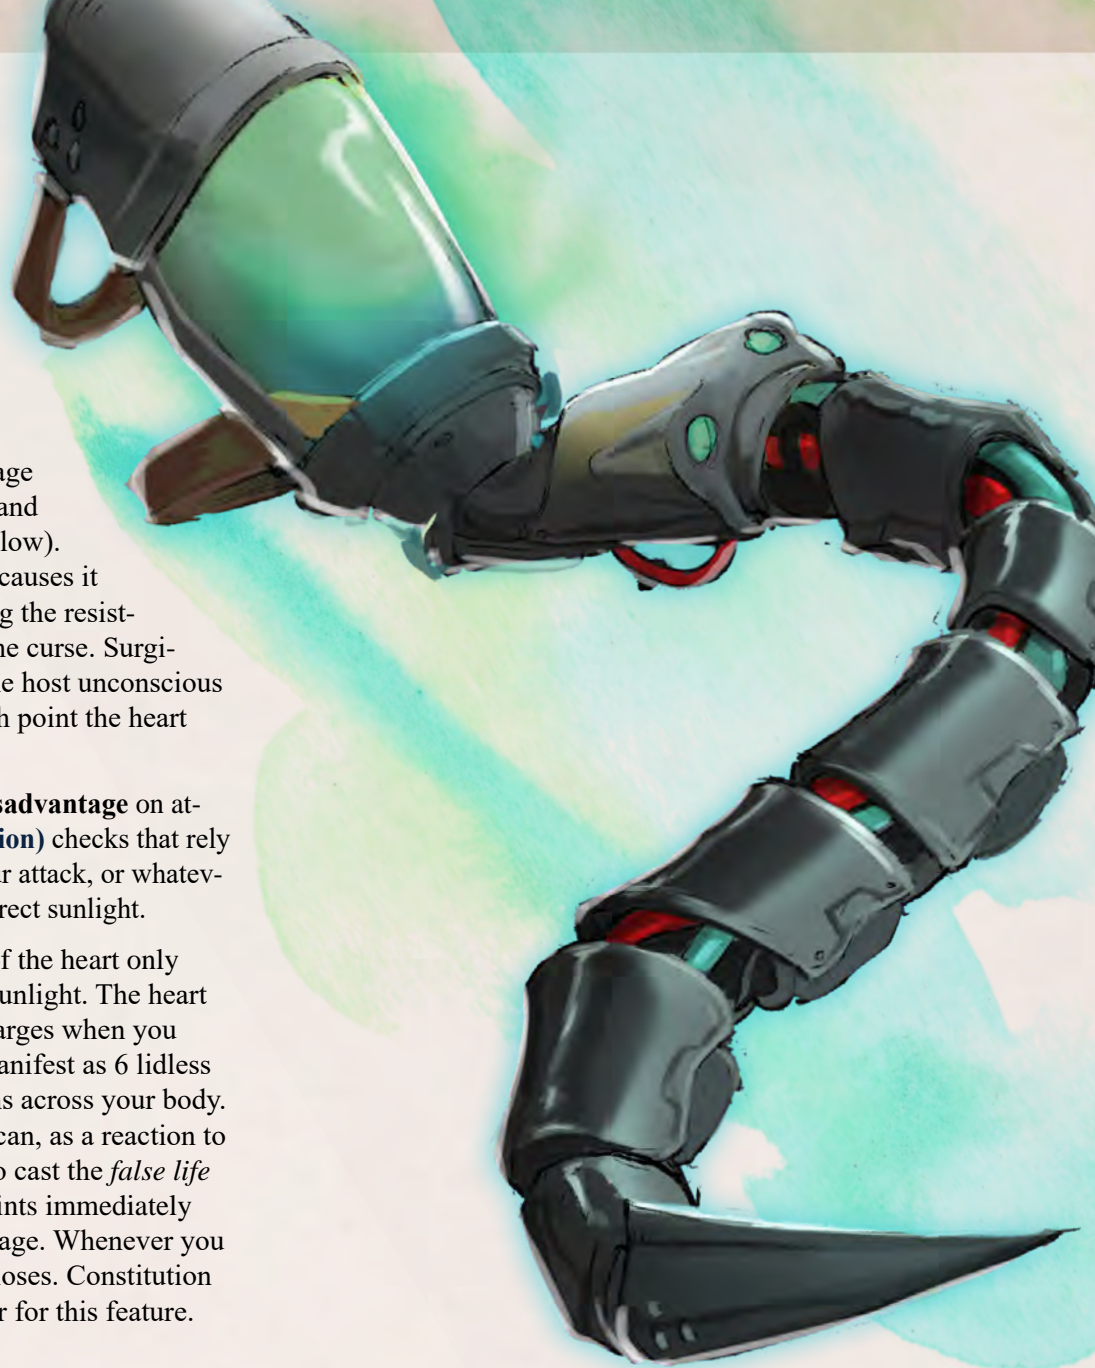 age
and
low).
causes it
g the resist-
ne curse. Surgi-
e host unconscious
h point the heart
sadvantage on at-
ion) checks that rely
r attack, or whatev-
rect sunlight.
f the heart only
unlight. The heart
arges when you
anifest as 6 lidless
ns across your body.
can, as a reaction to
o cast the false life
ints immediately
age. Whenever you
loses. Constitution
r for this feature.